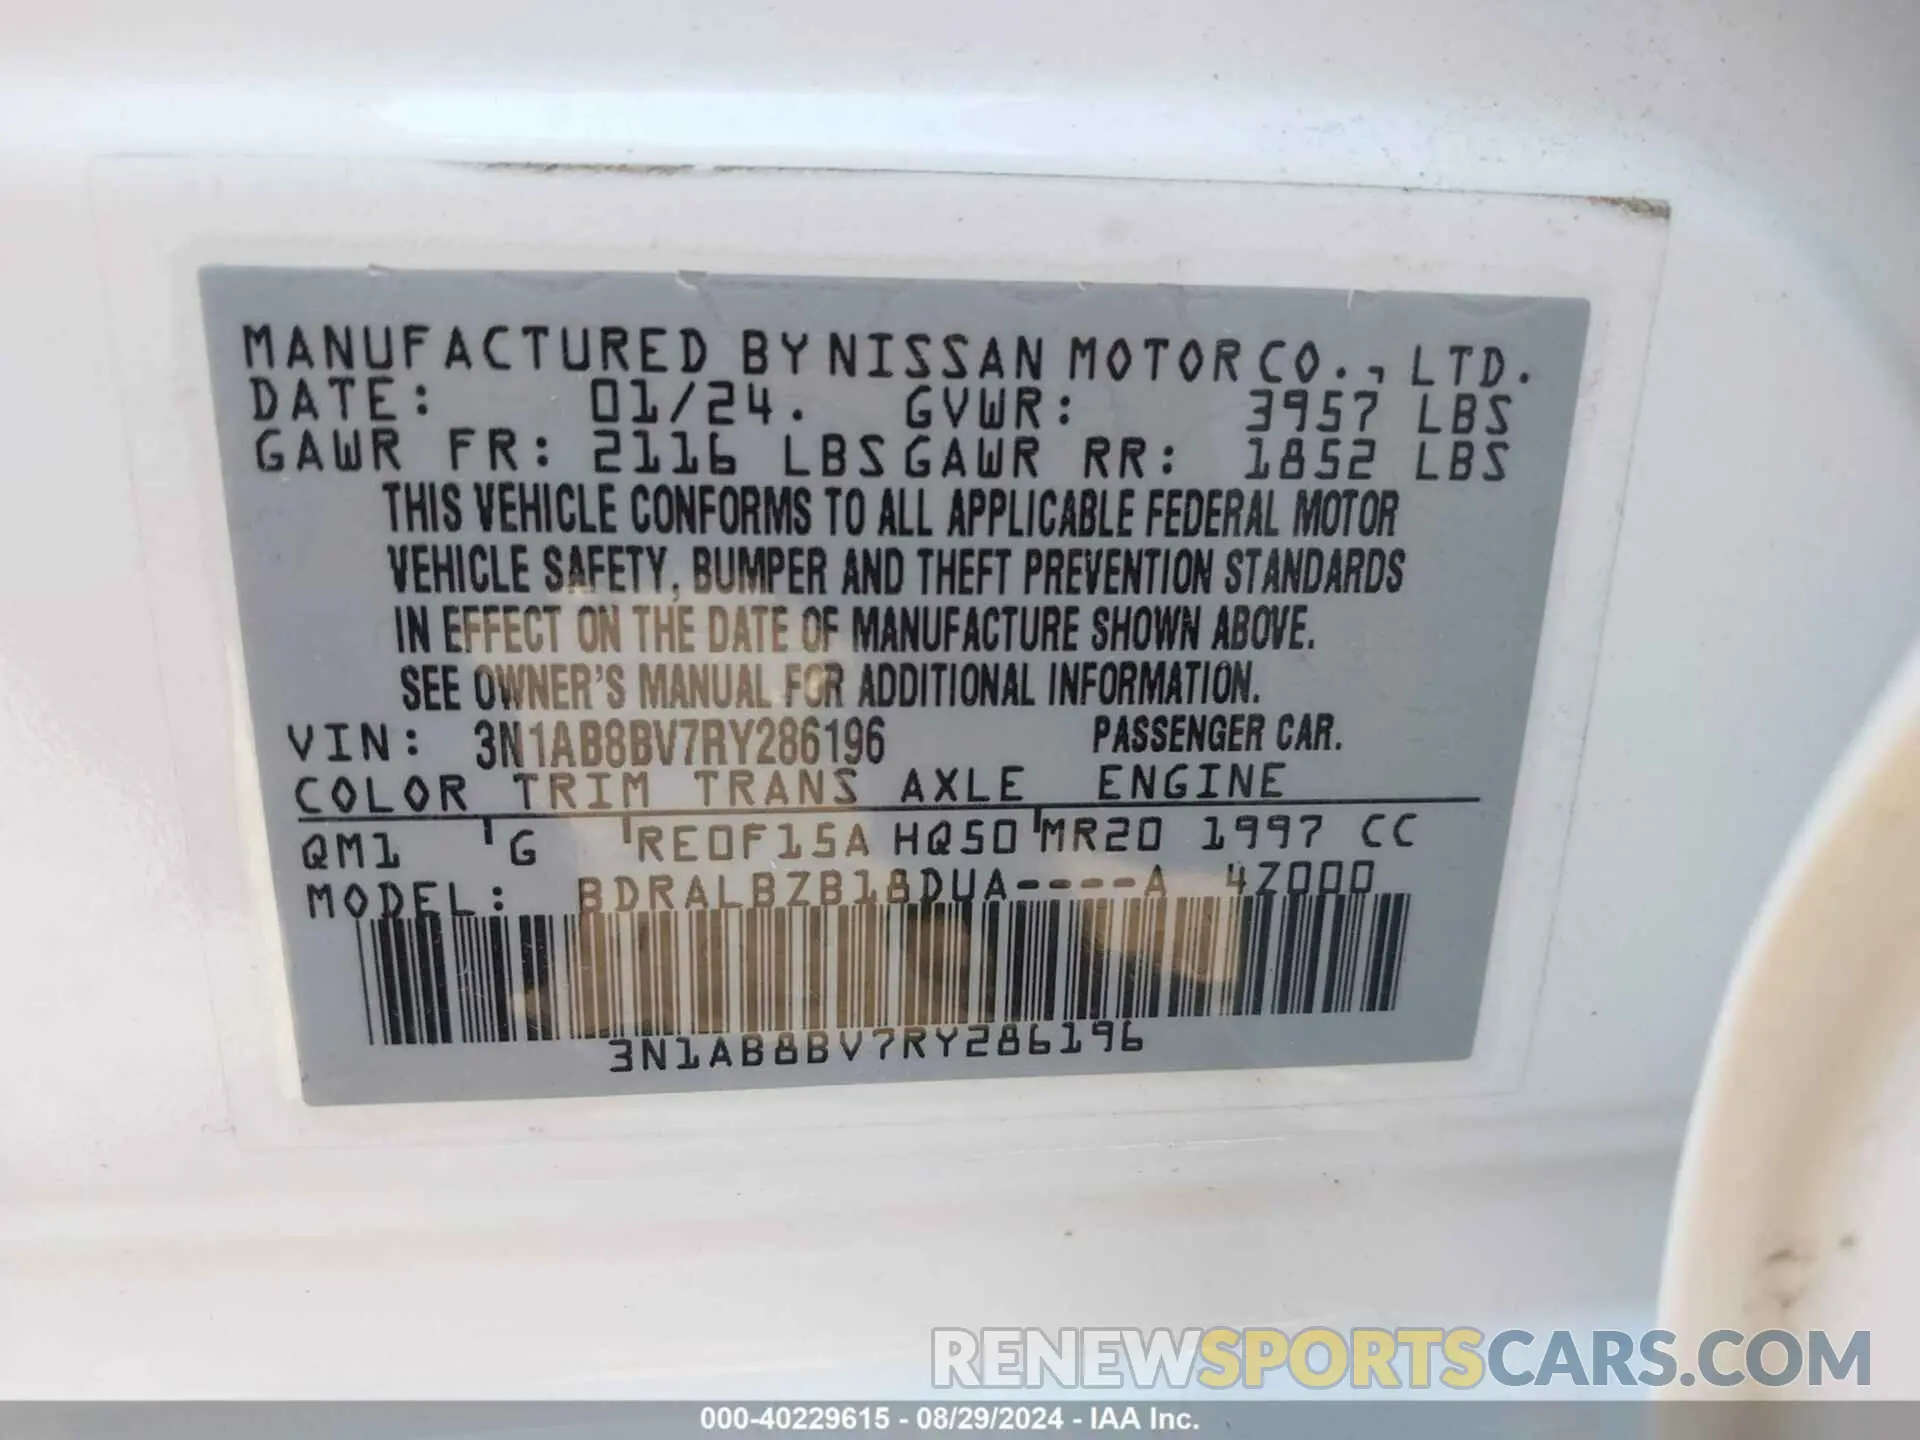 MANUFACTURED BY NISSAN MOTOR CO., LTD.
DATE: 01/24. GVWR: 3957 LBS
GAWR FR: 2116 LBS GAWR RR: 1852 LBS
THIS VEHICLE CONFORMS TO ALL APPLICABLE FEDERAL MOTOR
VEHICLE SAFETY, BUMPER AND THEFT PREVENTION STANDARDS
IN EFFECT ON THE DATE OF MANUFACTURE SHOWN ABOVE.
SEE OWNER'S MANUAL FOR ADDITIONAL INFORMATION.
VIN: 3N1AB8BV7RY286196 PASSENGER CAR.
COLOR TRIM TRANS AXLE ENGINE
QM1 G RE0F15A HQ50 MR20 1997 CC
MODEL: BDRALBZB18DUA----A 4Z000
3N1AB8BV7RY286196
RENEWSPORTSCARS.COM
000-40229615 - 08/29/2024 - IAA Inc.